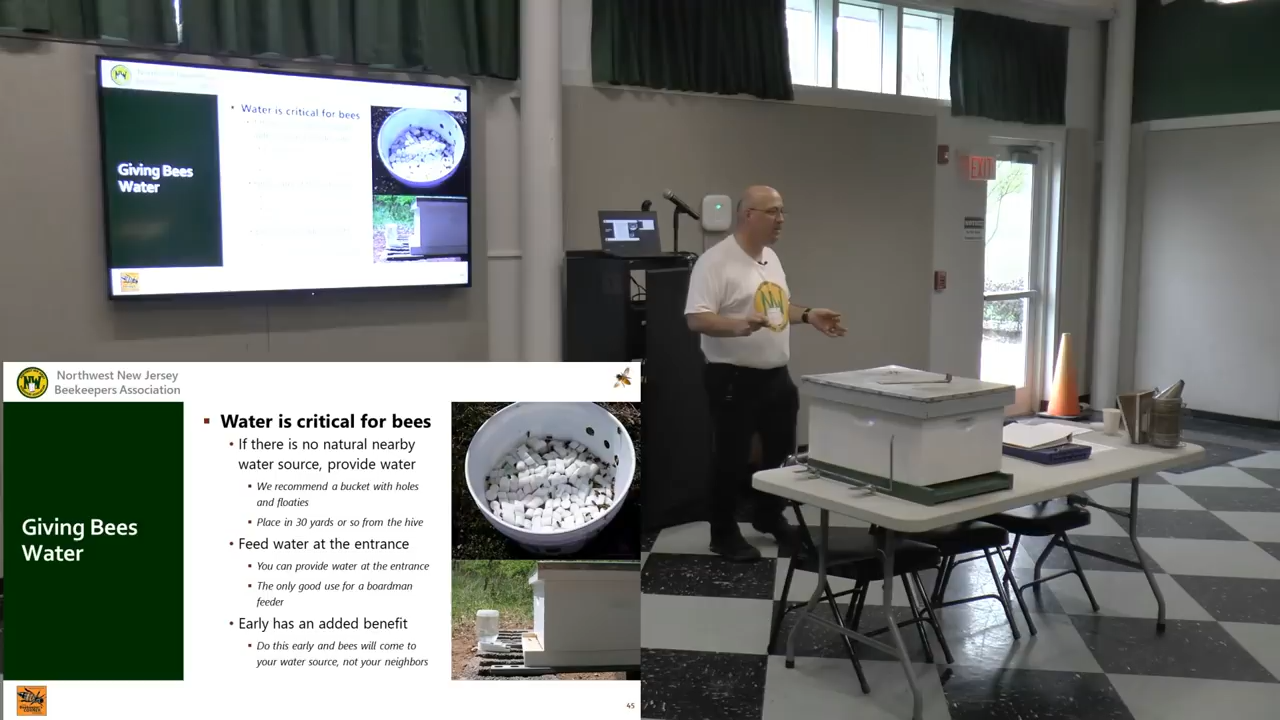 Water is critical for bees
Giving Bees
Water
EXIT
Northwest New Jersey
Beekeepers Association
Water is critical for bees
If there is no natural nearby
water source, provide water
We recommend a bucket with holes
and floaties
Place in 30 yards or so from the hive
Feed water at the entrance
You can provide water at the entrance
The only good use for a boardman
feeder
Early has an added benefit
Do this early and bees will come to
your water source, not your neighbors
Giving Bees
Water
45
NW